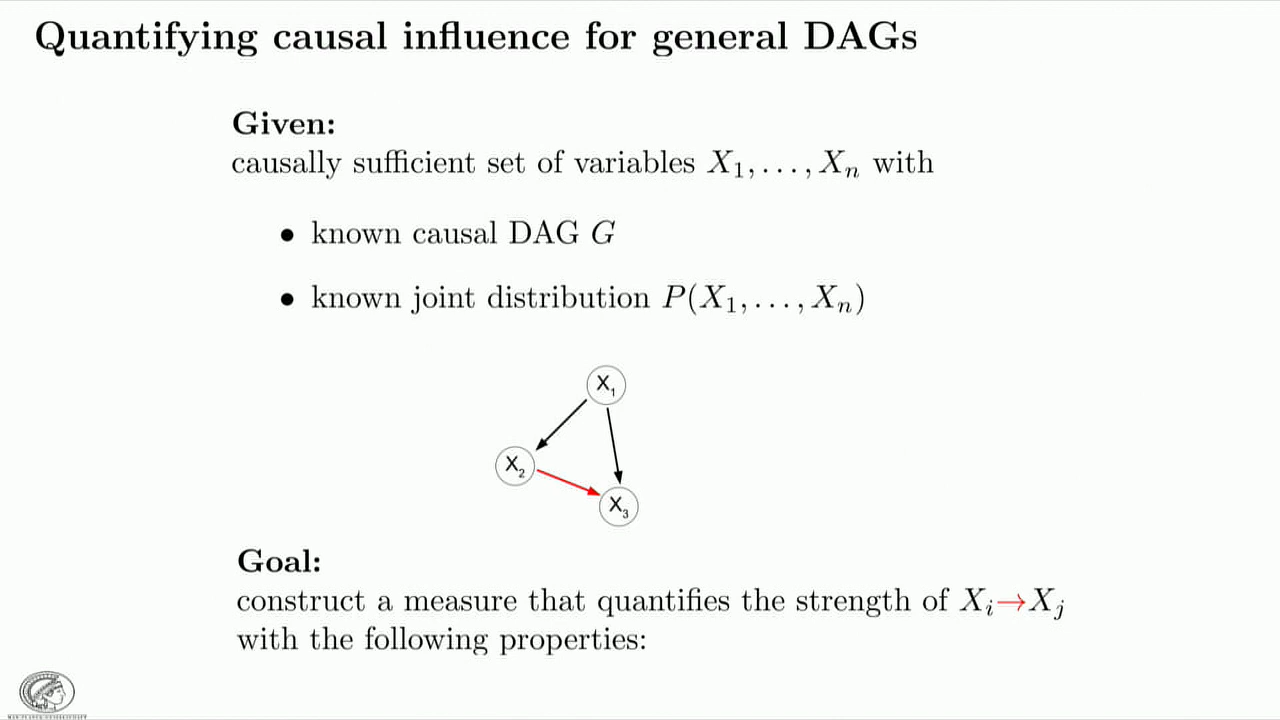 Quantifying causal influence for general DAGs
Given:
causally sufficient set of variables X₁, . . . , Xₙ with
• known causal DAG G
• known joint distribution P(X₁, . . . , Xₙ)
X₁
X₂
X₃
Goal:
construct a measure that quantifies the strength of Xᵢ→Xⱼ
with the following properties: